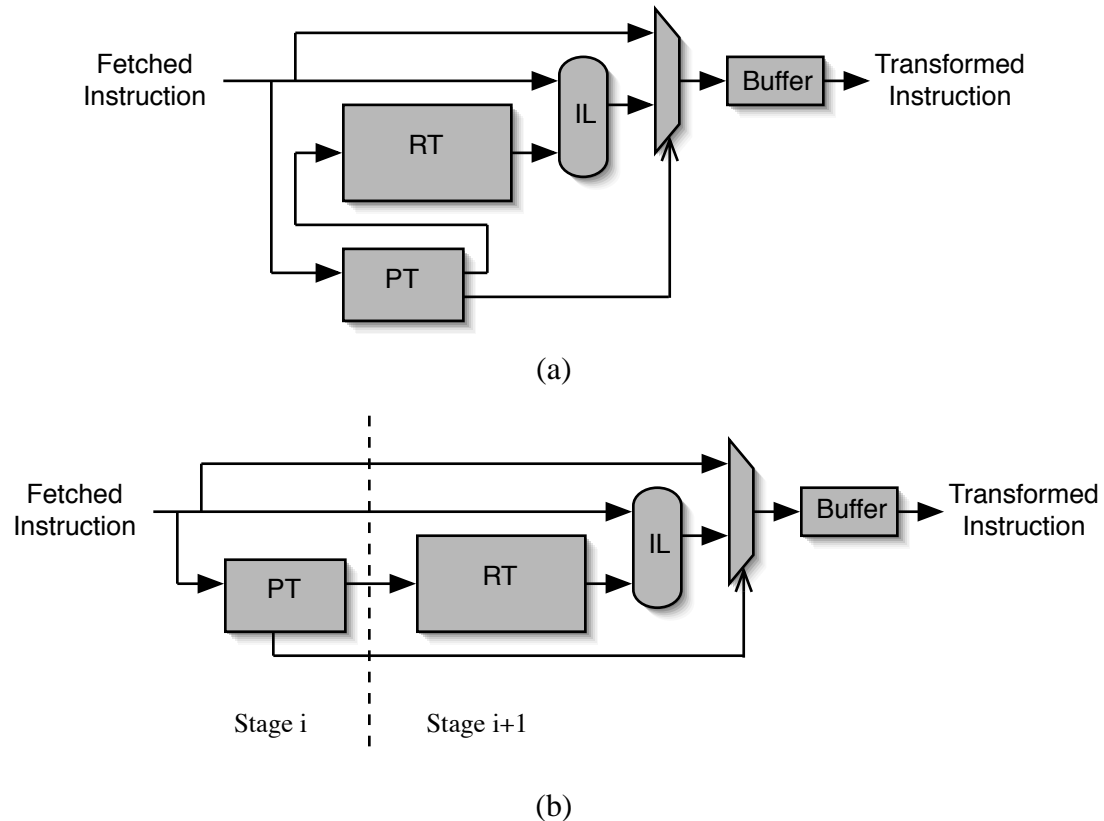 Fetched
Instruction
RT
IL
Buffer
Transformed
Instruction
PT
(a)
Fetched
Instruction
PT
RT
IL
Buffer
Transformed
Instruction
Stage i
Stage i+1
(b)